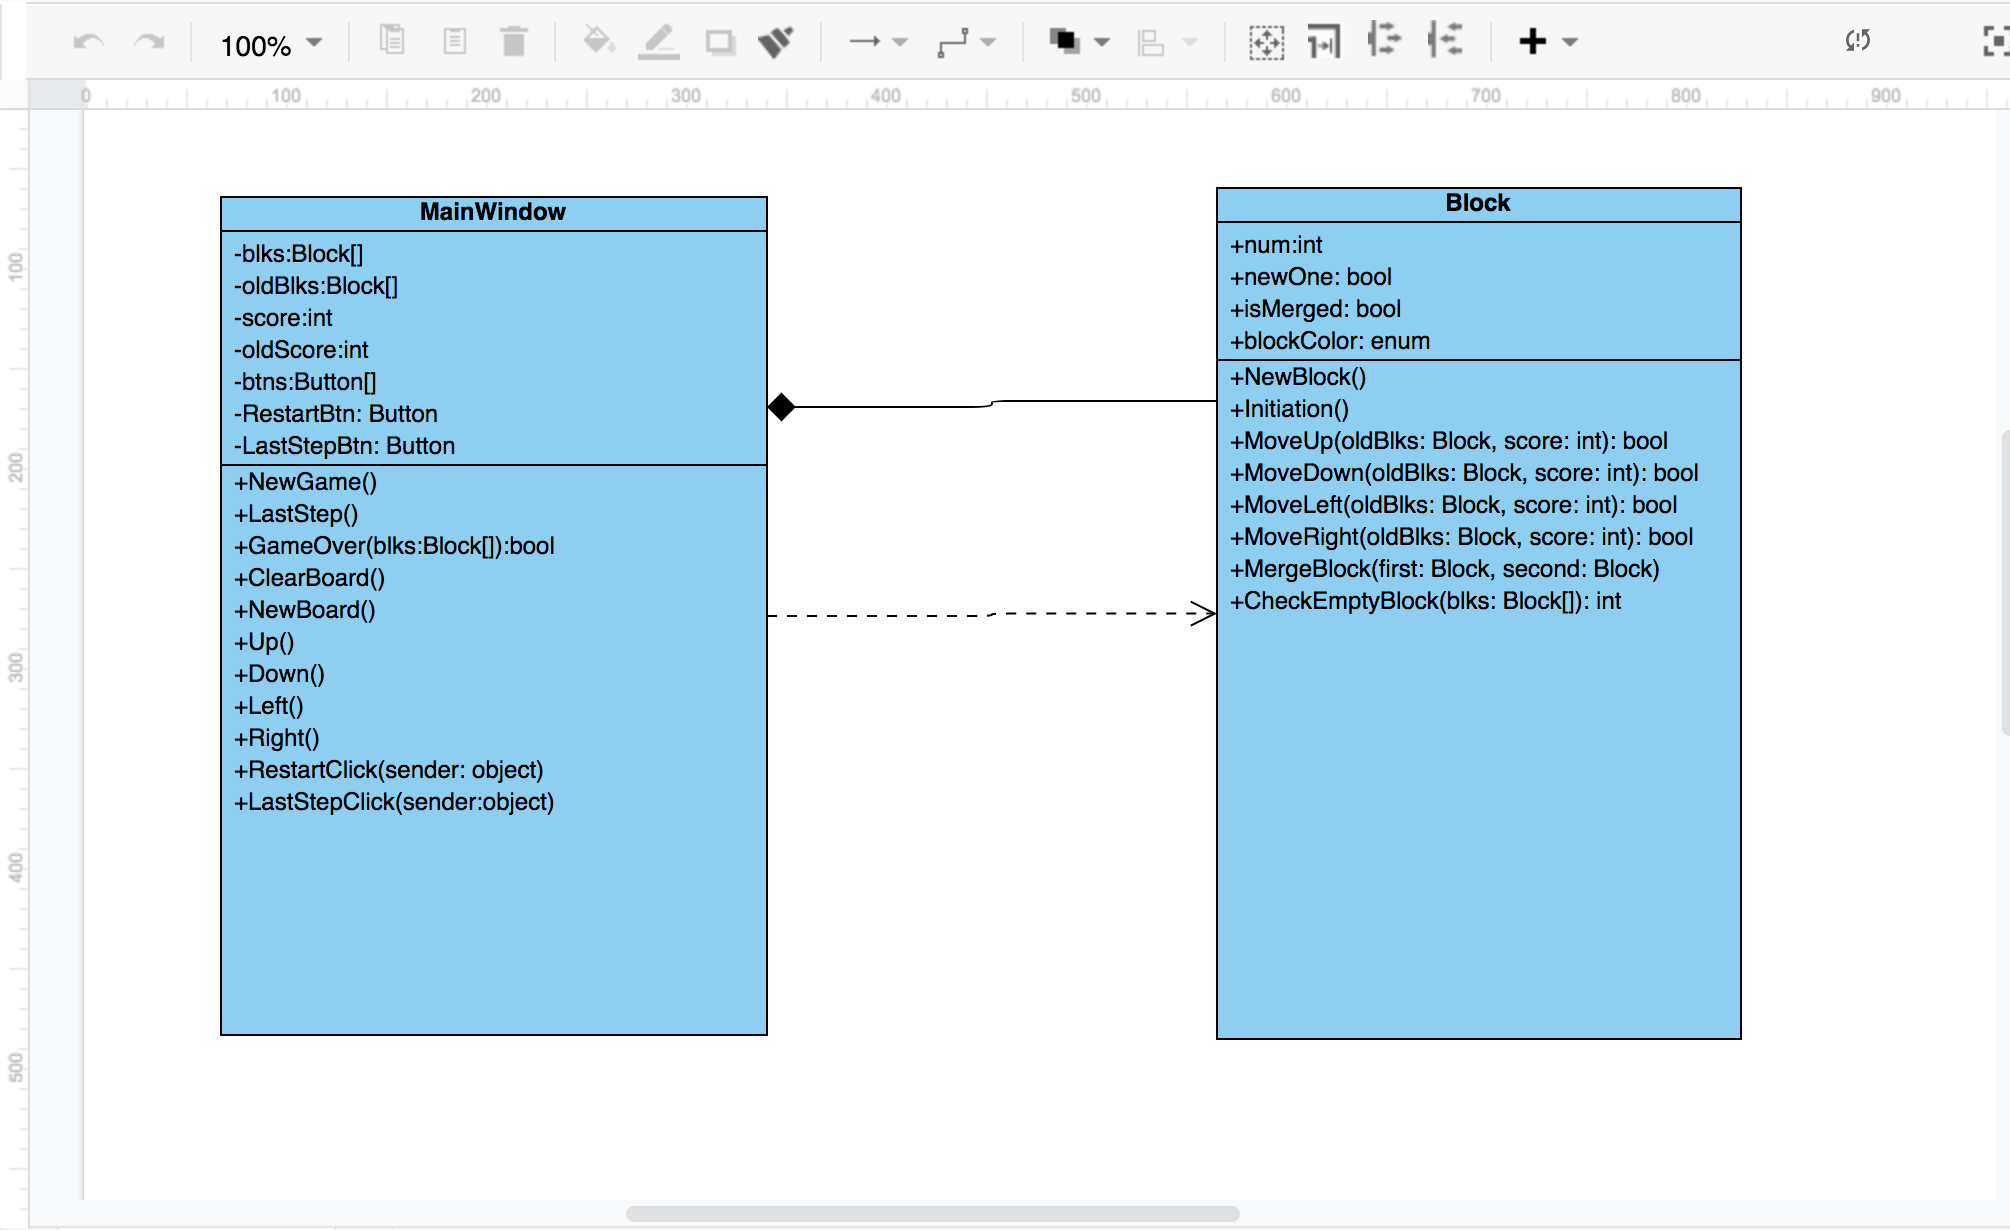 100%
0 100 200 300 400 500 600 700 800 900
100
200
300
400
500
MainWindow
-blks:Block[]
-oldBlks:Block[]
-score:int
-oldScore:int
-btns:Button[]
-RestartBtn: Button
-LastStepBtn: Button
+NewGame()
+LastStep()
+GameOver(blks:Block[]):bool
+ClearBoard()
+NewBoard()
+Up()
+Down()
+Left()
+Right()
+RestartClick(sender: object)
+LastStepClick(sender:object)
Block
+num:int
+newOne: bool
+isMerged: bool
+blockColor: enum
+NewBlock()
+Initiation()
+MoveUp(oldBlks: Block, score: int): bool
+MoveDown(oldBlks: Block, score: int): bool
+MoveLeft(oldBlks: Block, score: int): bool
+MoveRight(oldBlks: Block, score: int): bool
+MergeBlock(first: Block, second: Block)
+CheckEmptyBlock(blks: Block[]): int